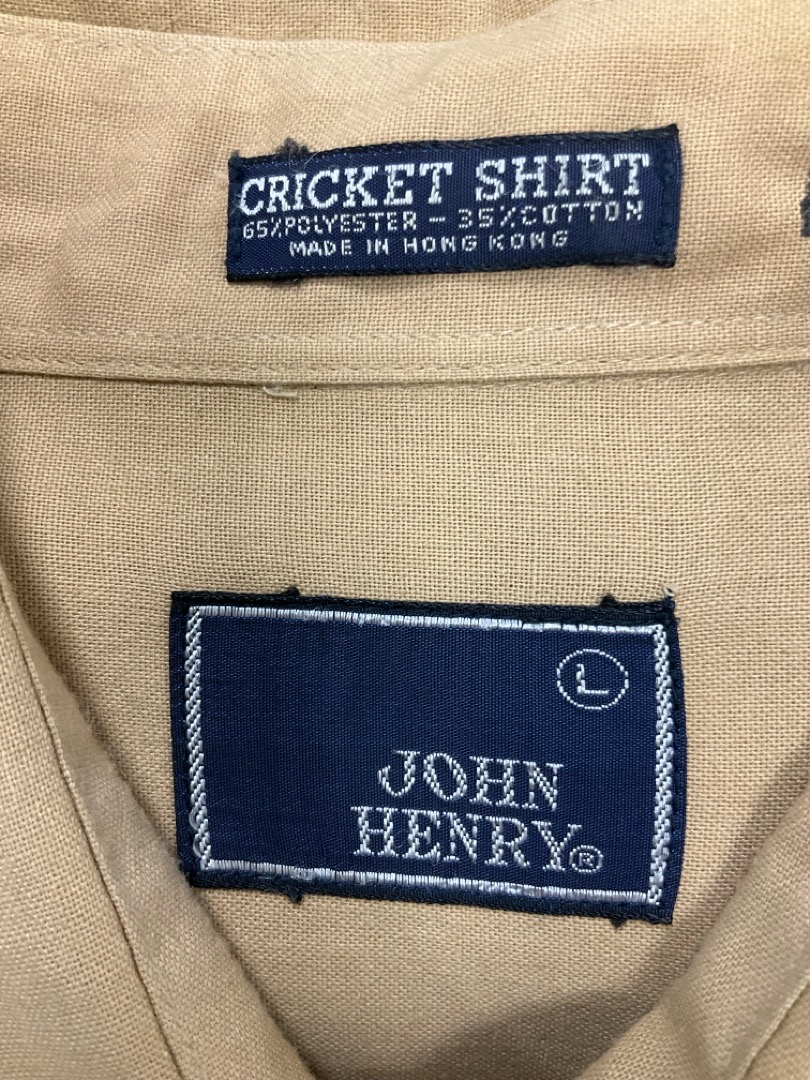 CRICKET SHIRT
65%POLYESTER - 35%COTTON
MADE IN HONG KONG
L
JOHN
HENRY®